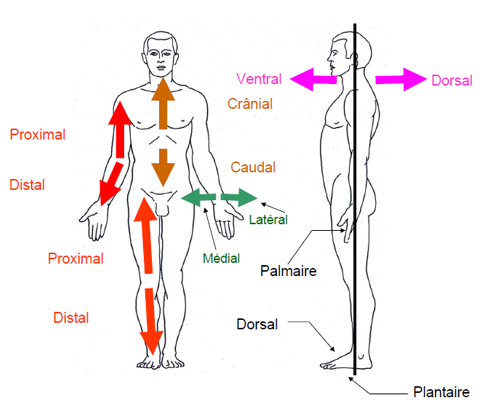 Ventral
Dorsal
Crânial
Proximal
Caudal
Distal
Latéral
Médial
Proximal
Palmaire
Distal
Dorsal
Plantaire